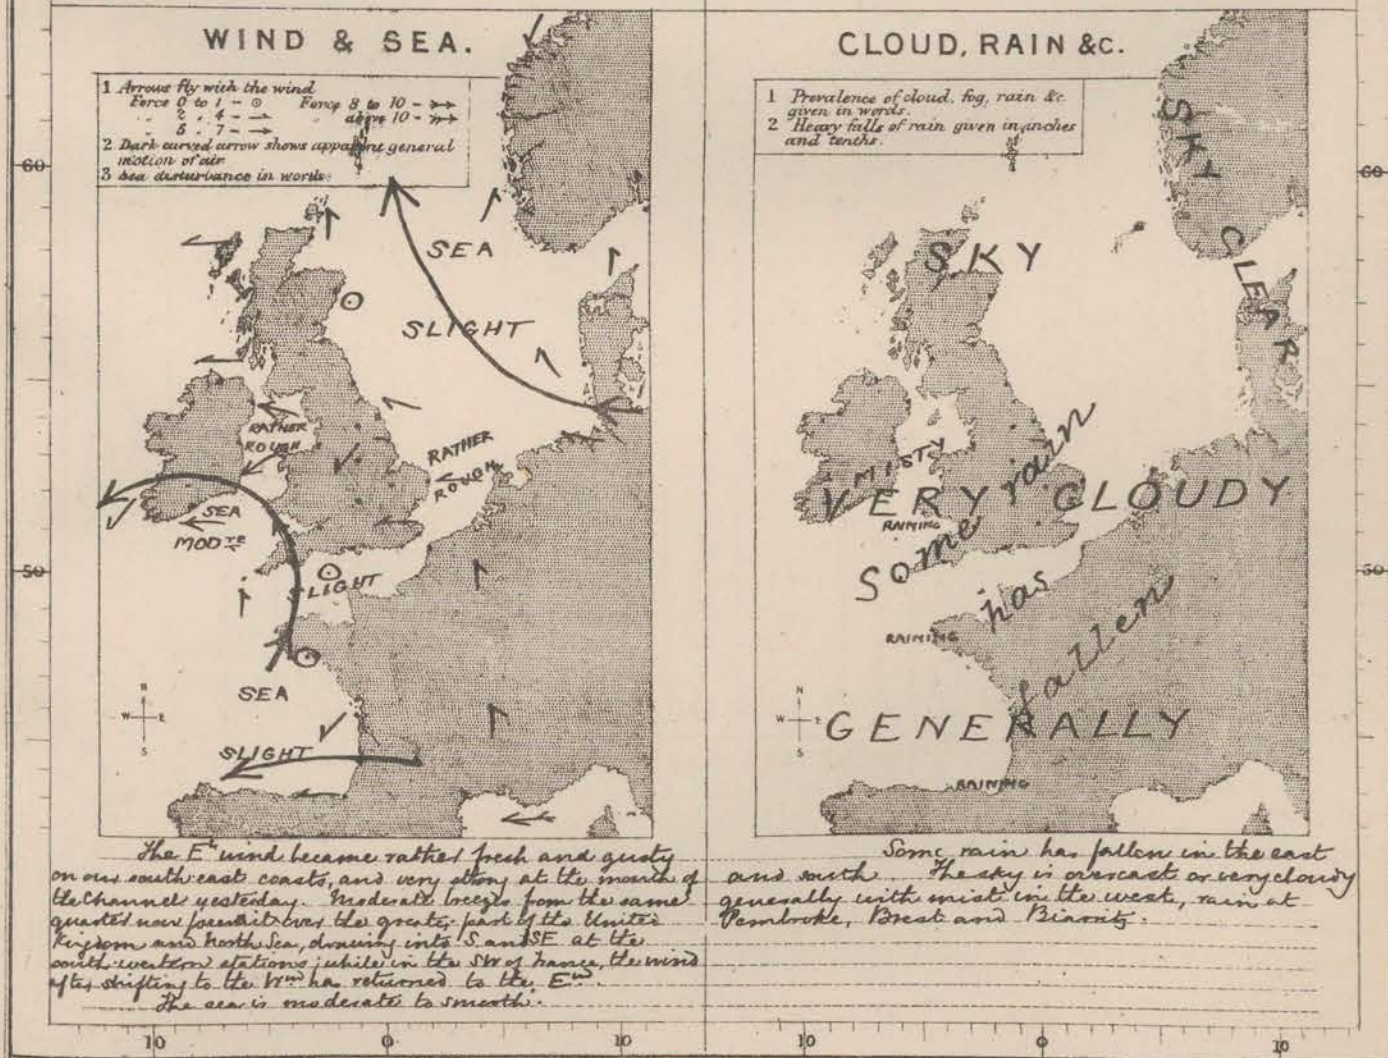 WIND & SEA.
1 Arrows fly with the wind
Force 0 to 1 - ⊙ Force 8 to 10 -
" 2 " 4 - " above 10 -
" 5 " 7 -
2 Dark curved arrow shows apparent general
motion of air
3 Sea disturbance in words.
60
SEA
SLIGHT
RATHER
ROUGH
RATHER
ROUGH
SEA
MOD TE
50
SLIGHT
SEA
N
W E
S
SLIGHT
The E wind became rather fresh and gusty
on our south east coasts, and very strong at the mouth of
the Channel yesterday. Moderate breezes from the same
quarter now prevail over the greater part of the United
Kingdom and North Sea, drawing into S. and SE at the
south-western stations; while in the SW of France, the wind
after shifting to the Wnd has returned to the End.
The sea is moderate to smooth.
10 0 10
CLOUD, RAIN &c.
1 Prevalence of cloud, fog, rain &c.
given in words.
2 Heavy falls of rain given in inches
and tenths.
60
SKY CLEAR
SKY
MISTY
VERY CLOUDY
RAINING
Some rain
has
fallen
50
RAINING
N
W E
S
GENERALLY
RAINING
Some rain has fallen in the east
and south. The sky is overcast or very cloudy
generally with mist in the west, rain at
Pembroke, Brest and Biarritz.
10 0 10